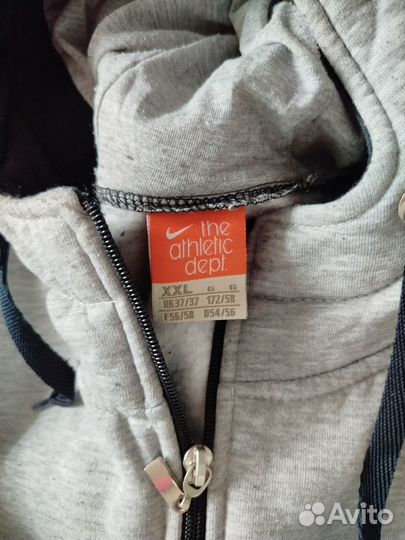 the
athletic
dept.
XXL G G
UK37/37 172/58
F56/58 D54/56
Avito